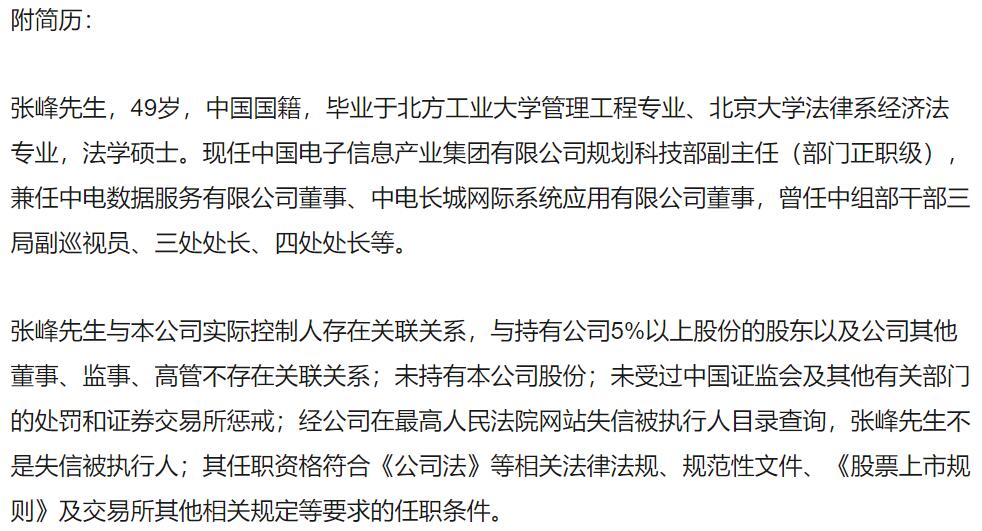 附简历：
张峰先生，49岁，中国国籍，毕业于北方工业大学管理工程专业、北京大学法律系经济法
专业，法学硕士。现任中国电子信息产业集团有限公司规划科技部副主任（部门正职级），
兼任中电数据服务有限公司董事、中电长城网际系统应用有限公司董事，曾任中组部干部三
局副巡视员、三处处长、四处处长等。
张峰先生与本公司实际控制人存在关联关系，与持有公司5%以上股份的股东以及公司其他
董事、监事、高管不存在关联关系；未持有本公司股份；未受过中国证监会及其他有关部门
的处罚和证券交易所惩戒；经公司在最高人民法院网站失信被执行人目录查询，张峰先生不
是失信被执行人；其任职资格符合《公司法》等相关法律法规、规范性文件、《股票上市规
则》及交易所其他相关规定等要求的任职条件。